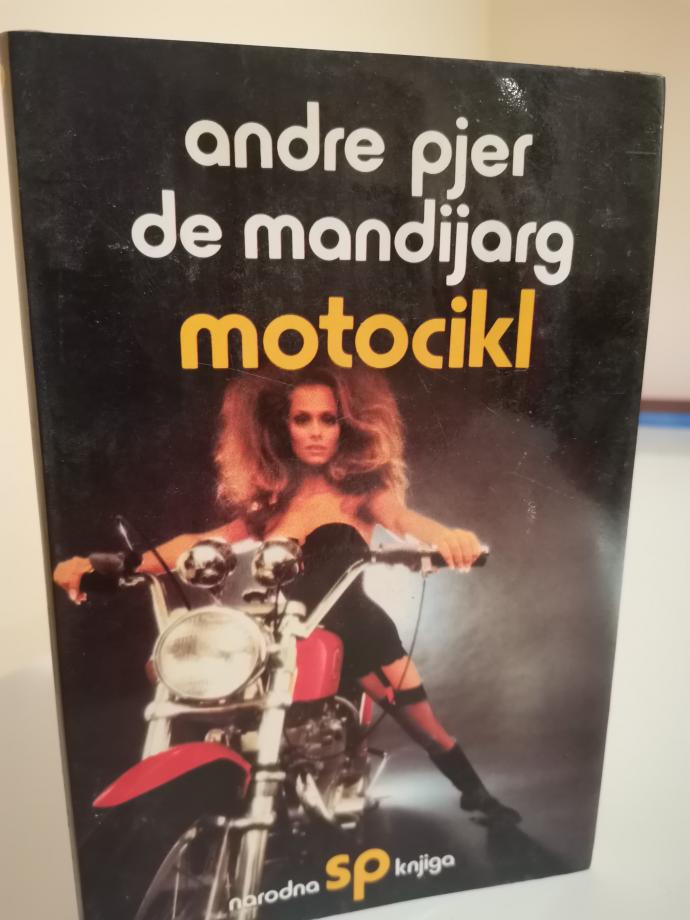 andre pjer
de mandijarg
motocikl
narodna sp knjiga